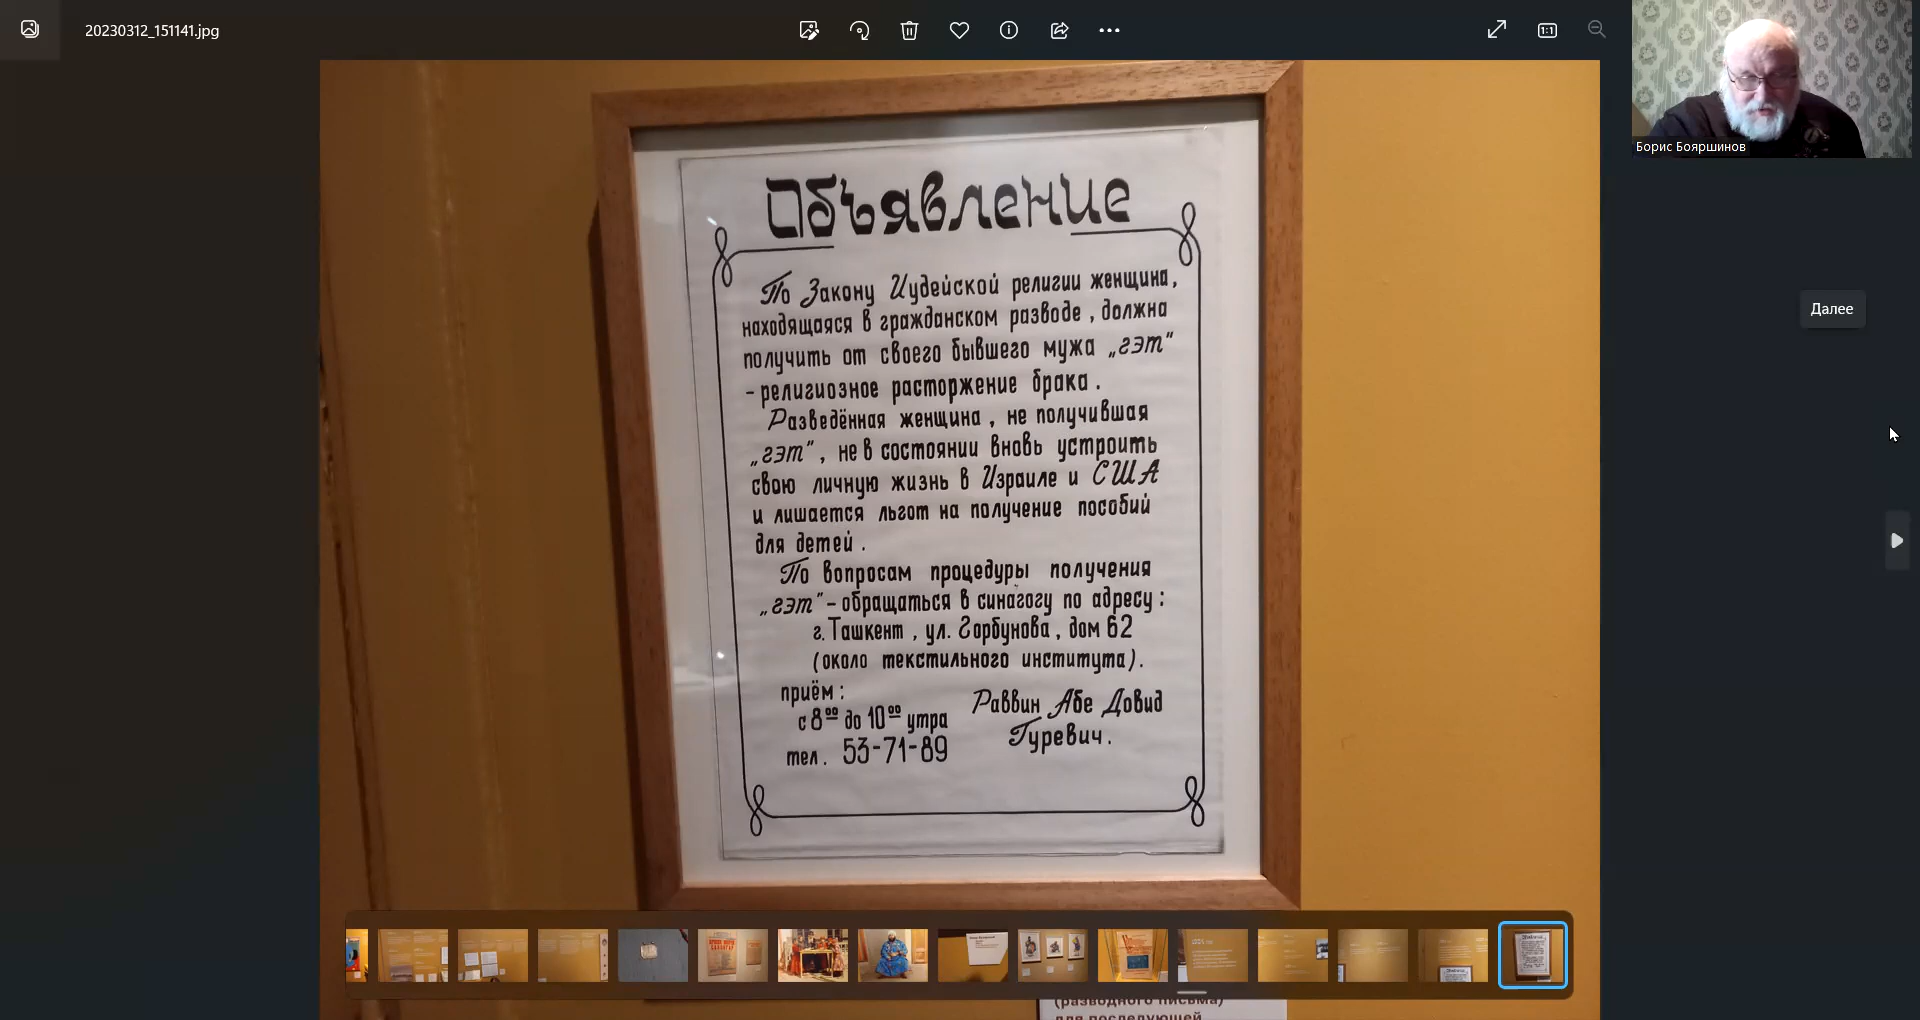 20230312_151141.jpg
Борис Бояршинов
Далее
Объявление
По Закону Иудейской религии женщина,
находящаяся в гражданском разводе, должна
получить от своего бывшего мужа „гэт"
- религиозное расторжение брака.
Разведённая женщина, не получившая
„гэт", не в состоянии вновь устроить
свою личную жизнь в Израиле и США
и лишается льгот на получение пособий
для детей.
По вопросам процедуры получения
„гэт" - обращаться в синагогу по адресу:
г. Ташкент, ул. Горбунова, дом 62
(около текстильного института).
приём:
с 8⁰⁰ до 10⁰⁰ утра
тел. 53-71-89
Раввин Абе Довид
Гуревич.
(разводного письма)
для последующей